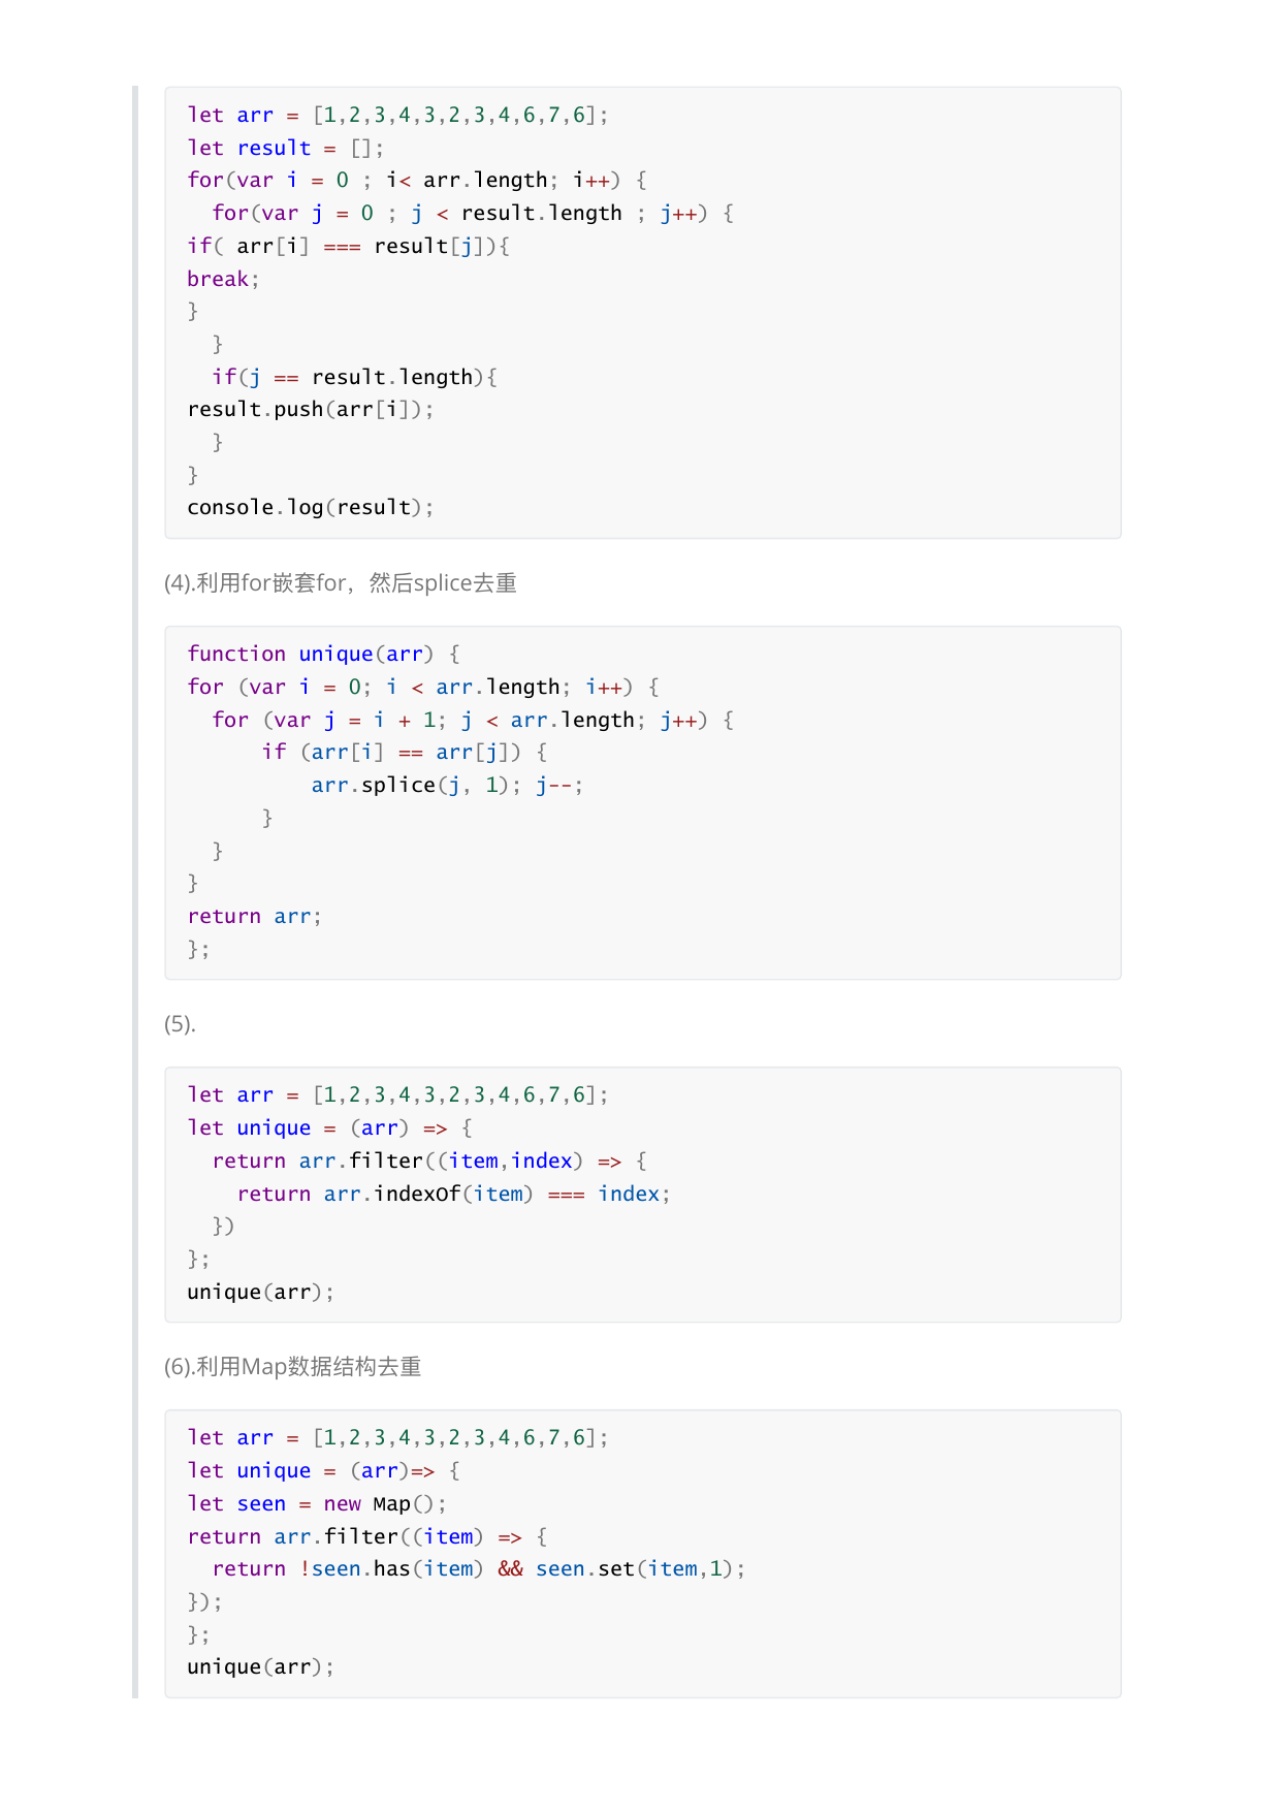 let arr = [1,2,3,4,3,2,3,4,6,7,6];
let result = [];
for(var i = 0 ; i< arr.length; i++) {
  for(var j = 0 ; j < result.length ; j++) {
if( arr[i] === result[j]){
break;
}
  }
  if(j == result.length){
result.push(arr[i]);
  }
}
console.log(result);
(4).利用for嵌套for，然后splice去重
function unique(arr) {
for (var i = 0; i < arr.length; i++) {
  for (var j = i + 1; j < arr.length; j++) {
      if (arr[i] == arr[j]) {
          arr.splice(j, 1); j--;
      }
  }
}
return arr;
};
(5).
let arr = [1,2,3,4,3,2,3,4,6,7,6];
let unique = (arr) => {
  return arr.filter((item,index) => {
    return arr.indexOf(item) === index;
  })
};
unique(arr);
(6).利用Map数据结构去重
let arr = [1,2,3,4,3,2,3,4,6,7,6];
let unique = (arr)=> {
let seen = new Map();
return arr.filter((item) => {
  return !seen.has(item) && seen.set(item,1);
});
};
unique(arr);